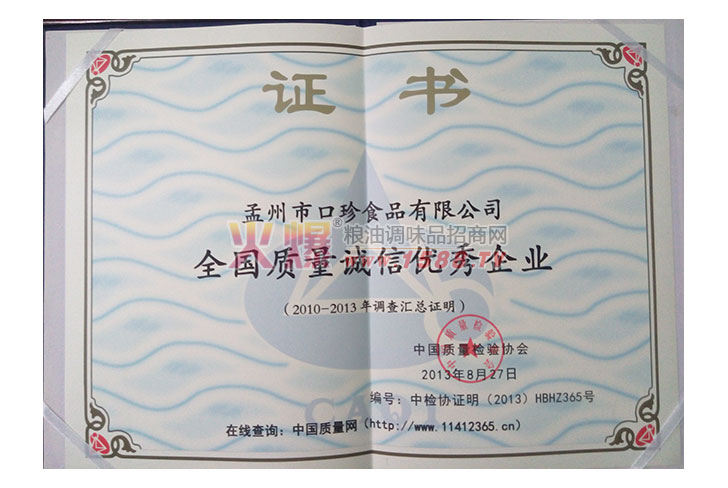 证书
孟州市口珍食品有限公司
火爆®粮油调味品招商网
全国质量诚信优秀企业
(2010-2013年调查汇总证明)
中国质量检验协会
2013年8月27日
编号:中检协证明(2013)HBHZ365号
CAQI
在线查询:中国质量网(http://www.11412365.cn)